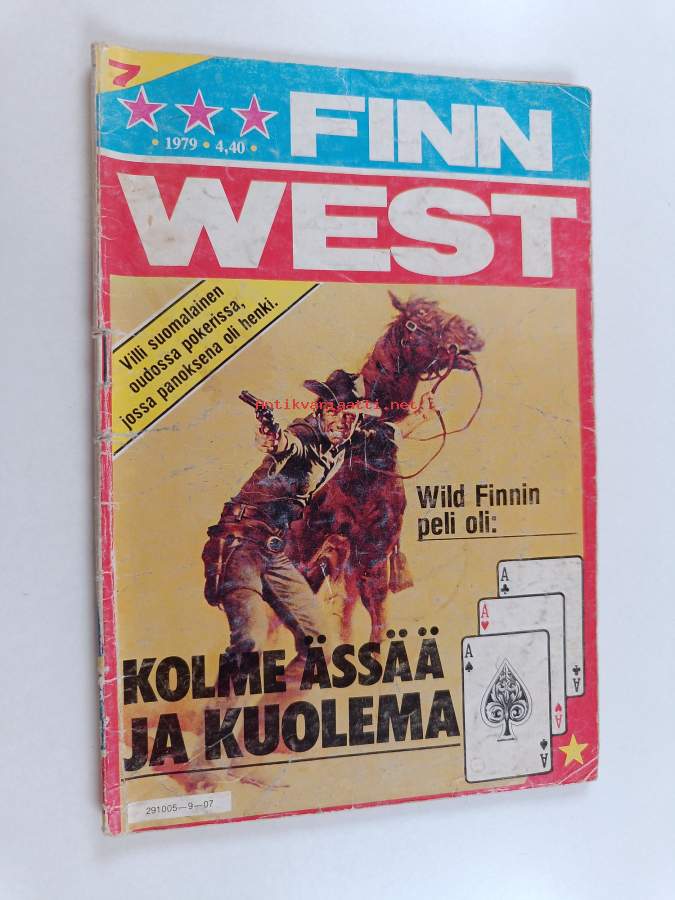 7
1979 • 4,40 •
FINN
WEST
Villi suomalainen
oudossa pokerissa,
jossa panoksena oli henki.
Antikvariaatti.net
Wild Finnin
peli oli:
A
A
A
A
A
A
KOLME ÄSSÄÄ
JA KUOLEMA
291005—9—07